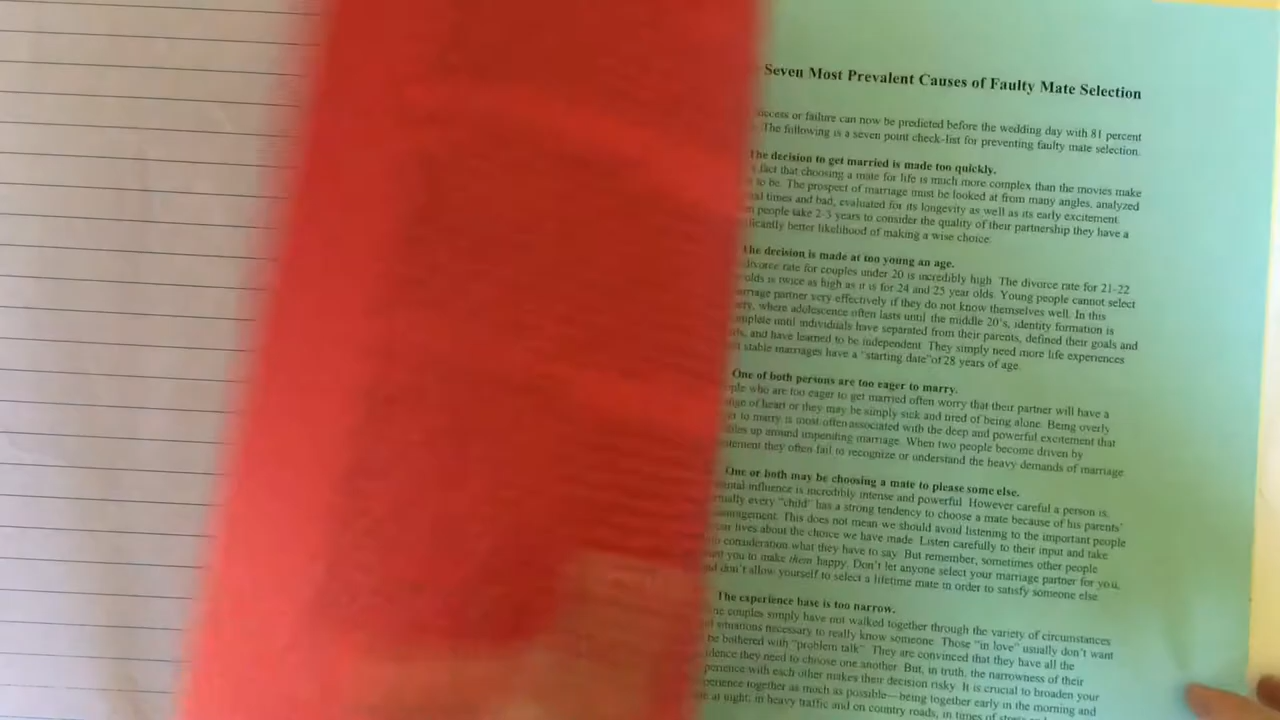 Seven Most Prevalent Causes of Faulty Mate Selection
or failure can now be predicted before the wedding day with 81 percent
The following is a seven point check-list for preventing faulty mate selection.
The decision to get married is made too quickly.
fact that choosing a mate for life is much more complex than the movies make
to be. The prospect of marriage must be looked at from many angles, analyzed
times and bad, evaluated for its longevity as well as its early excitement.
people take 2-3 years to consider the quality of their partnership they have a
better likelihood of making a wise choice.
The decision is made at too young an age.
divorce rate for couples under 20 is incredibly high. The divorce rate for 21-22
olds is twice as high as it is for 24 and 25 year olds. Young people cannot select
partner very effectively if they do not know themselves well. In this
where adolescence often lasts until the middle 20's, identity formation is
until individuals have separated from their parents, defined their goals and
and have learned to be independent. They simply need more life experiences
stable marriages have a "starting date"of 28 years of age.
One of both persons are too eager to marry.
who are too eager to get married often worry that their partner will have a
of heart or they may be simply sick and tired of being alone. Being overly
to marry is most often associated with the deep and powerful excitement that
up around impending marriage. When two people become driven by
they often fail to recognize or understand the heavy demands of marriage.
One or both may be choosing a mate to please some else.
influence is incredibly intense and powerful. However careful a person is,
every "child" has a strong tendency to choose a mate because of his parents'
This does not mean we should avoid listening to the important people
lives about the choice we have made. Listen carefully to their input and take
consideration what they have to say. But remember, sometimes other people
you to make them happy. Don't let anyone select your marriage partner for you,
don't allow yourself to select a lifetime mate in order to satisfy someone else.
The experience base is too narrow.
couples simply have not walked together through the variety of circumstances
situations necessary to really know someone. Those "in love" usually don't want
be bothered with "problem talk". They are convinced that they have all the
they need to choose one another. But, in truth, the narrowness of their
with each other makes their decision risky. It is crucial to broaden your
together as much as possible—being together early in the morning and
at night, in heavy traffic and on country roads, in times of